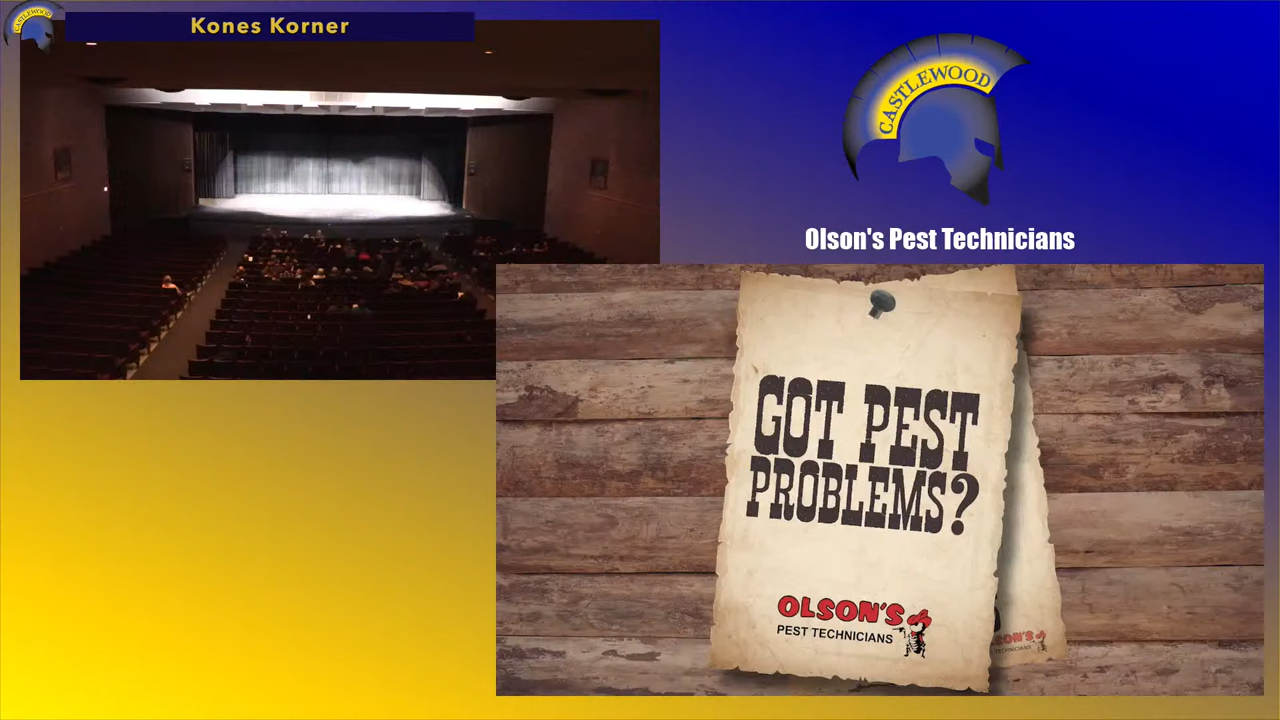 Kones Korner
CASTLEWOOD
Olson's Pest Technicians
GOT PEST
PROBLEMS?
OLSON'S
PEST TECHNICIANS